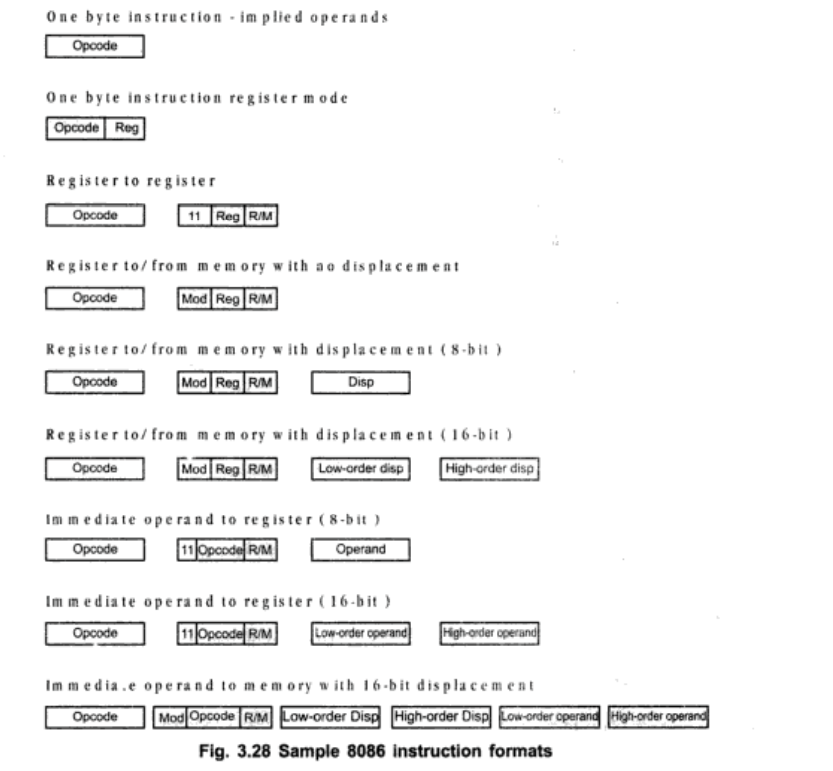 One byte instruction - implied operands
Opcode
One byte instruction register mode
Opcode Reg
Register to register
Opcode 11 Reg R/M
Register to/from memory with no displacement
Opcode Mod Reg R/M
Register to/from memory with displacement (8-bit)
Opcode Mod Reg R/M Disp
Register to/from memory with displacement (16-bit)
Opcode Mod Reg R/M Low-order disp High-order disp
Immediate operand to register (8-bit)
Opcode 11 Opcode R/M Operand
Immediate operand to register (16-bit)
Opcode 11 Opcode R/M Low-order operand High-order operand
Immedia.e operand to memory with 16-bit displacement
Opcode Mod Opcode R/M Low-order Disp High-order Disp Low-order operand High-order operand
Fig. 3.28 Sample 8086 instruction formats